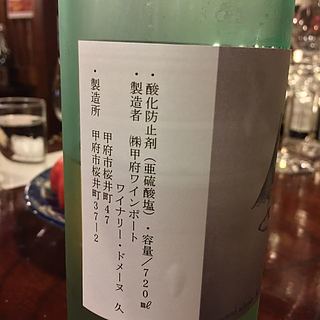 ・酸化防止剤（亜硫酸塩）・容量／720mℓ
・製造者　㈱甲府ワインポート
ワイナリー・ドメーヌ　久
甲府市桜井町47
・製造所　甲府市桜井町37－2